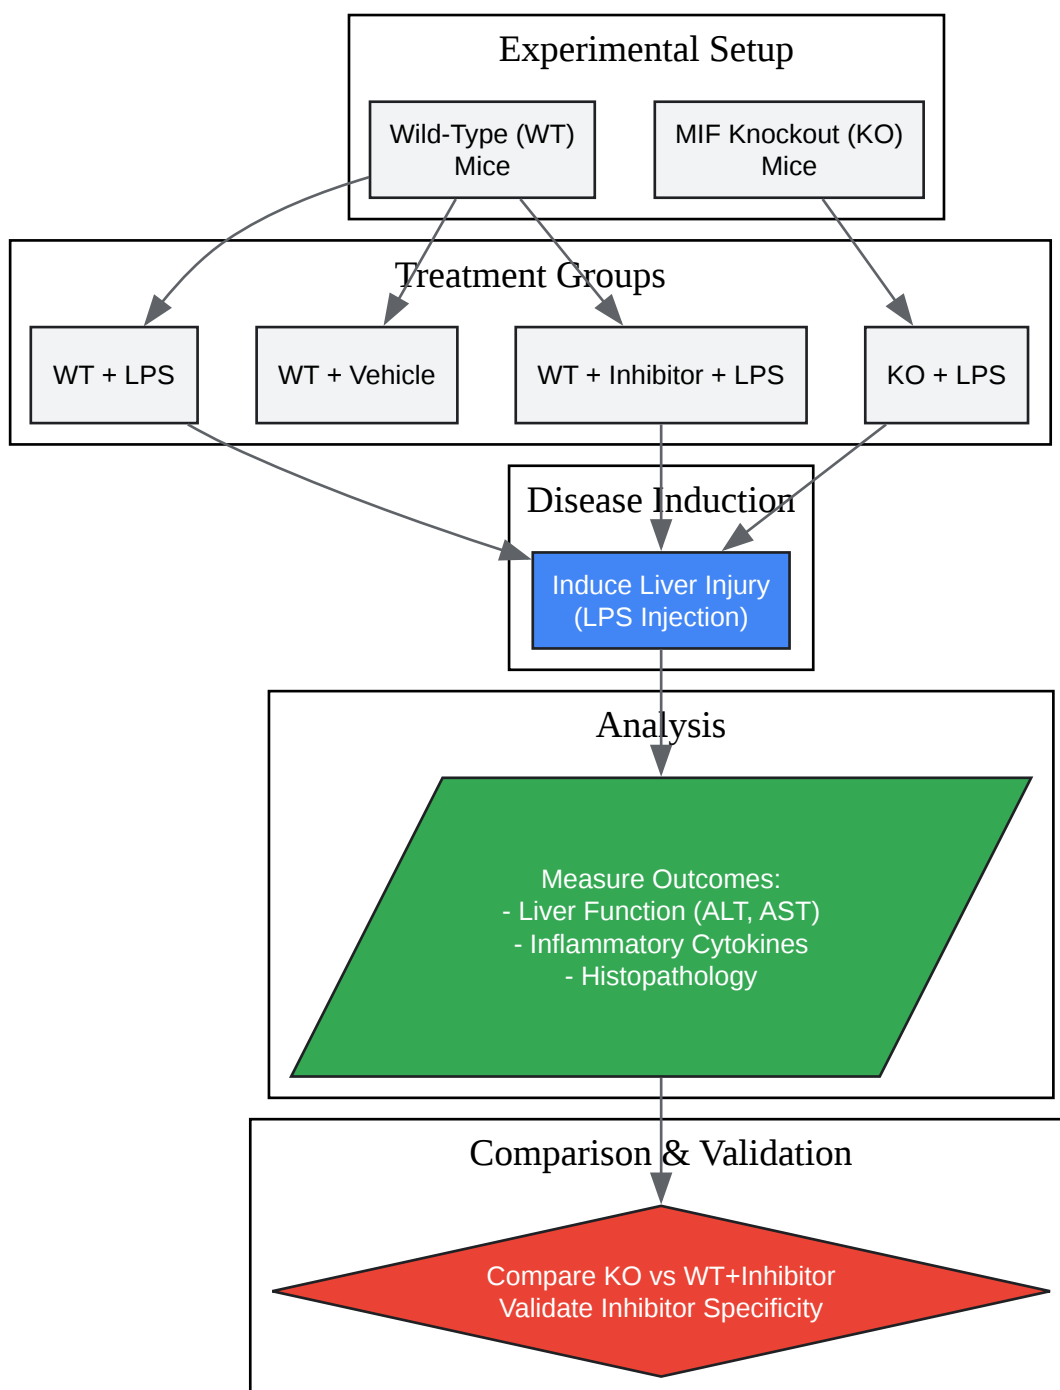 Experimental Setup
Wild-Type (WT)
Mice
MIF Knockout (KO)
Mice
Treatment Groups
WT + LPS
WT + Vehicle
WT + Inhibitor + LPS
KO + LPS
Disease Induction
Induce Liver Injury
(LPS Injection)
Analysis
Measure Outcomes:
- Liver Function (ALT, AST)
- Inflammatory Cytokines
- Histopathology
Comparison & Validation
Compare KO vs WT+Inhibitor
Validate Inhibitor Specificity